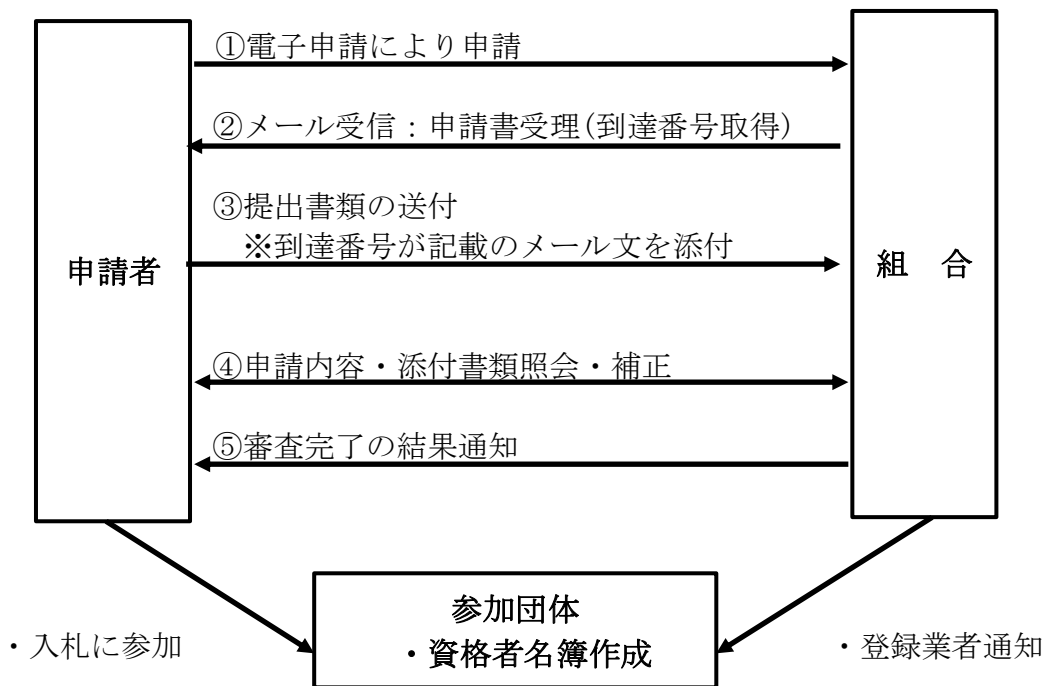 ①電子申請により申請
②メール受信：申請書受理(到達番号取得)
③提出書類の送付
※到達番号が記載のメール文を添付
申請者
組　合
④申請内容・添付書類照会・補正
⑤審査完了の結果通知
参加団体
・資格者名簿作成
・入札に参加
・登録業者通知